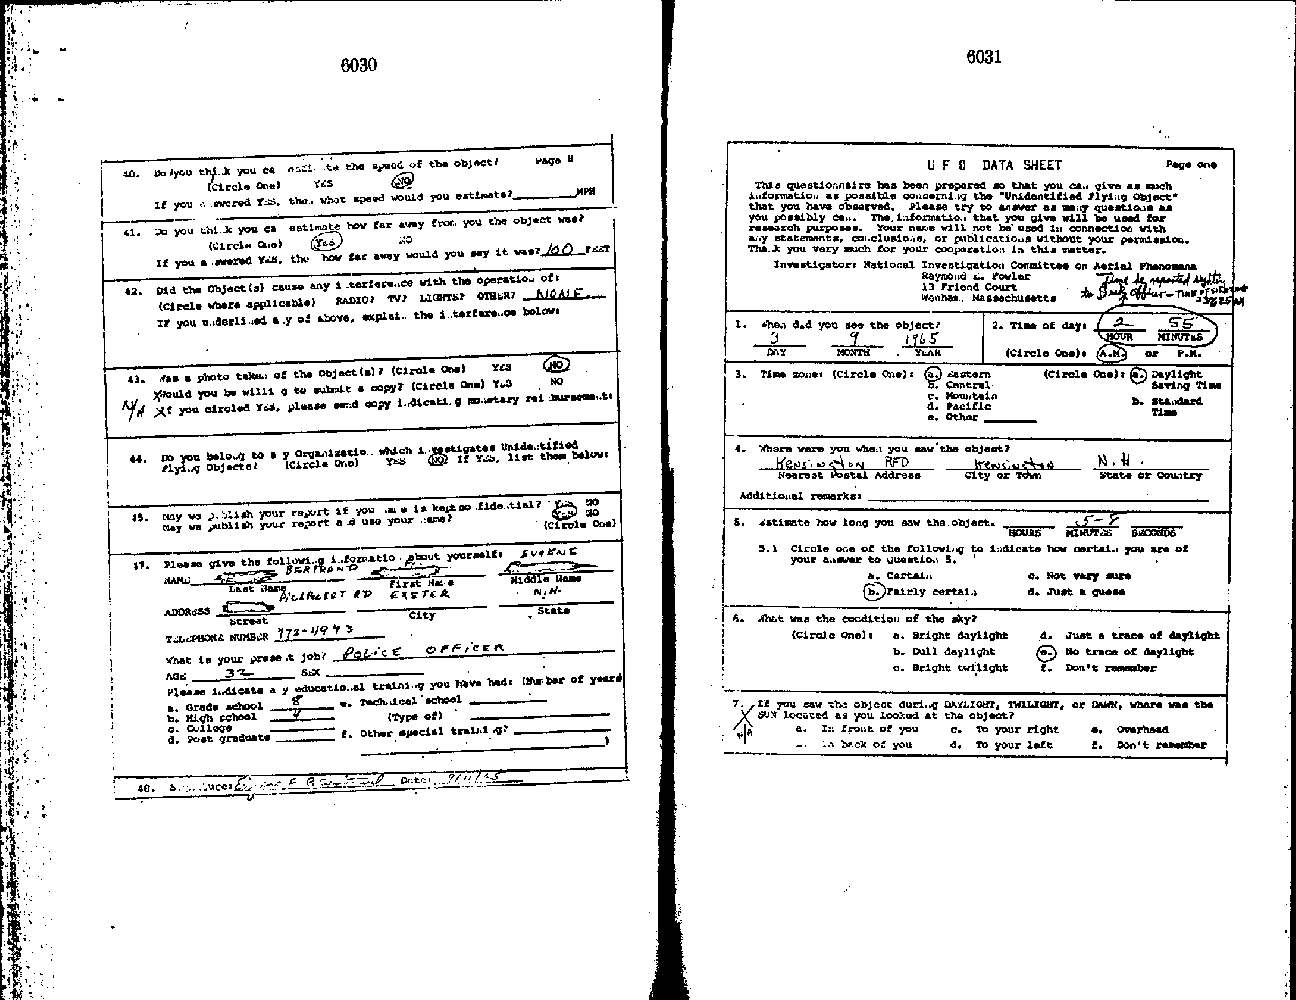 6030
40. Do you think you can estimate the speed of the object? Page 8
(Circle One) YES NO
If you answered YES, then what speed would you estimate? MPH
41. Do you think you can estimate how far away from you the object was?
(Circle One) YES NO
If you answered YES, then how far away would you say it was? 100 FEET
42. Did the Object(s) cause any interference with the operation of:
(Circle where applicable) RADIO? TV? LIGHTS? OTHER? NONE
If you underlined any of above, explain the interference below:
43. Was a photo taken of the Object(s)? (Circle One) YES NO
Would you be willing to submit a copy? (Circle One) YES NO
N/A If you circled YES, please send copy indicating monetary reimbursement:
44. Do you belong to any Organization which investigates Unidentified
Flying Objects? (Circle One) YES NO If YES, list them below:
45. May we publish your report if your name is kept confidential? YES NO
May we publish your report and use your name? YES NO
(Circle One)
47. Please give the following information about yourself: EUGENE
NAME BERTRAND F.
Last Name First Name Middle Name
RD EXETER N.H.
ADDRESS
Street City State
TELEPHONE NUMBER 772-4993
What is your present job? POLICE OFFICER
AGE 32 SEX
Please indicate any educational training you have had: (Number of years
a. Grade school 8 e. Technical school
b. High school 4 (Type of)
c. College
d. Post graduate f. Other special training?
)
48. Signature: Eugene F Bertrand Date: 9/11/65
6031
U F O DATA SHEET Page one
This questionnaire has been prepared so that you can give as much
information as possible concerning the "Unidentified Flying Object"
that you have observed. Please try to answer as many questions as
you possibly can. The information that you give will be used for
research purposes. Your name will not be used in connection with
any statements, conclusions, or publications without your permission.
Thank you very much for your cooperation in this matter.
Investigator: National Investigation Committee on Aerial Phenomena
Raymond E. Fowler
13 Friend Court
Wenham, Massachusetts
Time by reported
to Desk Officer - TIME OF SIGHTING
1. When did you see the object?
3 9 1965
DAY MONTH YEAR
2. Time of day: 2 55
HOUR MINUTES
(Circle One): A.M. or P.M.
3. Time zone: (Circle One): a. Eastern
b. Central
c. Mountain
d. Pacific
e. Other
(Circle One): a. Daylight
Saving Time
b. Standard
Time
4. Where were you when you saw the object?
Kensington RFD Kensington N.H.
Nearest Postal Address City or Town State or Country
Additional remarks:
5. Estimate how long you saw the object. 5-8
HOURS MINUTES SECONDS
5.1 Circle one of the following to indicate how certain you are of
your answer to Question 5.
a. Certain c. Not very sure
b. Fairly certain d. Just a guess
6. What was the condition of the sky?
(Circle One): a. Bright daylight d. Just a trace of daylight
b. Dull daylight e. No trace of daylight
c. Bright twilight f. Don't remember
7. If you saw the object during DAYLIGHT, TWILIGHT, or DAWN, where was the
SUN located as you looked at the object?
N/A
a. In front of you c. To your right e. Overhead
b. In back of you d. To your left f. Don't remember